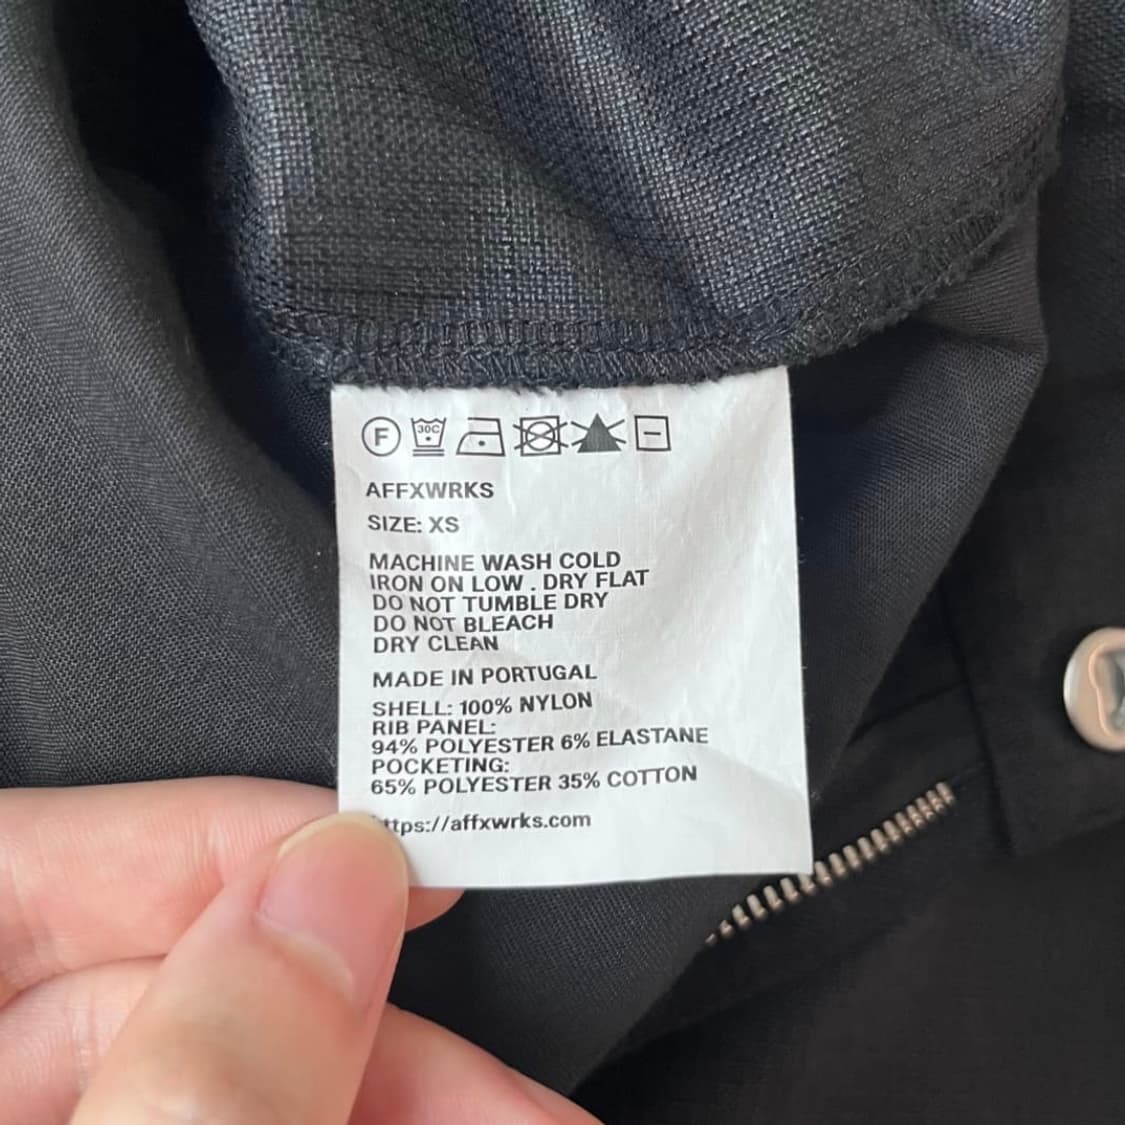 F 30C
AFFXWRKS
SIZE: XS
MACHINE WASH COLD
IRON ON LOW . DRY FLAT
DO NOT TUMBLE DRY
DO NOT BLEACH
DRY CLEAN
MADE IN PORTUGAL
SHELL: 100% NYLON
RIB PANEL:
94% POLYESTER 6% ELASTANE
POCKETING:
65% POLYESTER 35% COTTON
ttps://affxwrks.com